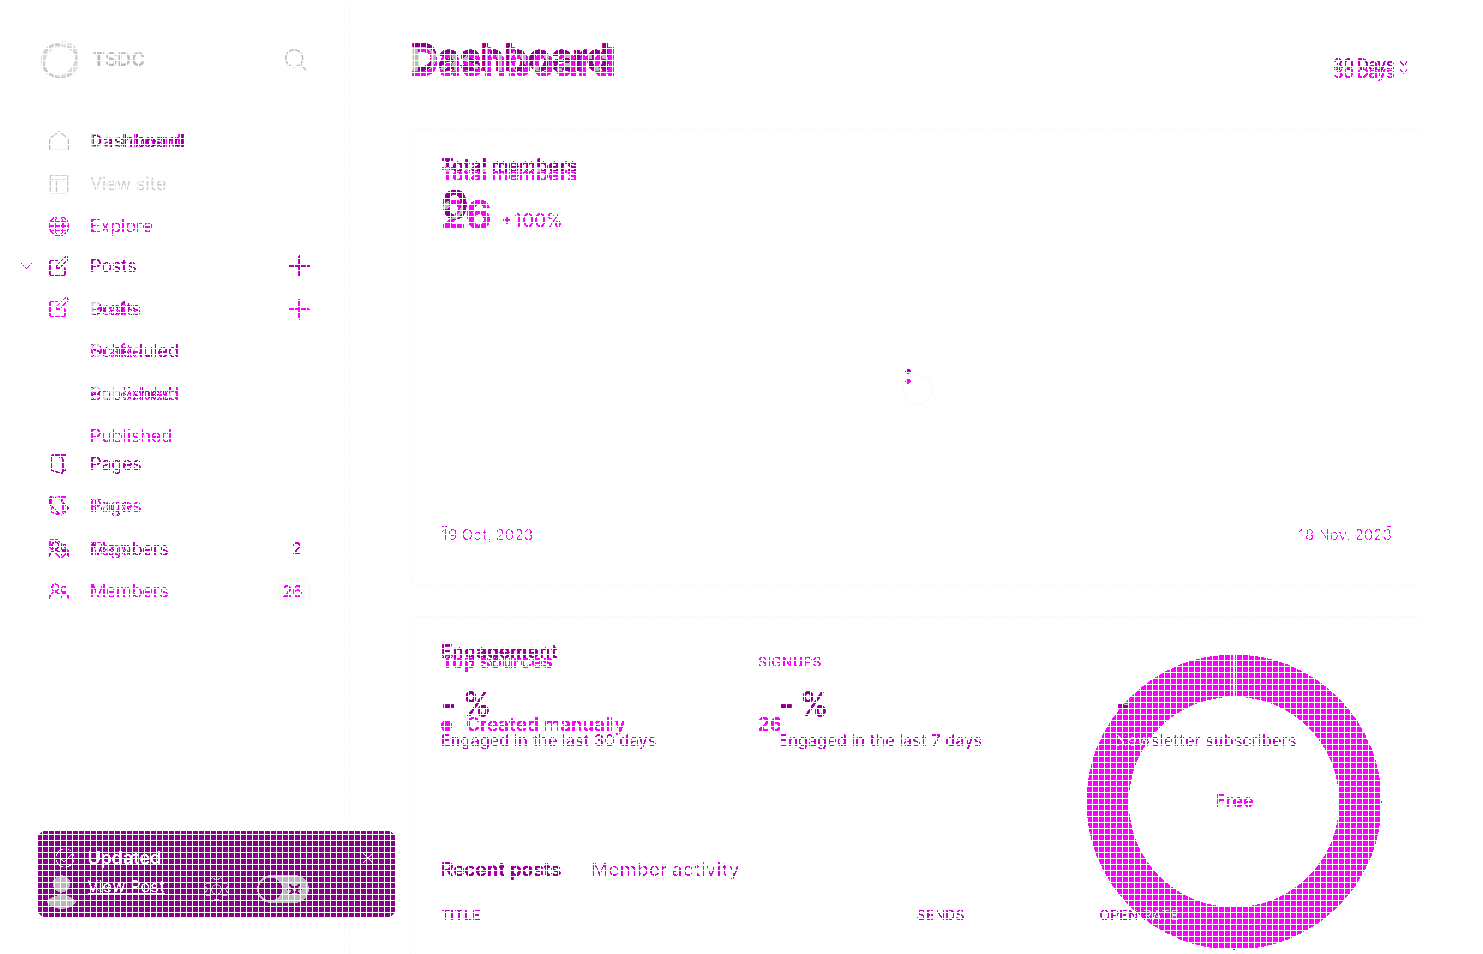 TSDC
Dashboard
30 Days
Dashboard
View site
Explore
Posts
Total members
26 +100%
Published
Pages
Pages
Members 2
Members 26
19 Oct, 2023
18 Nov, 2023
Engagement
Top sources
SIGNUPS
- %
- %
-
Created manually
26
Engaged in the last 30 days
Engaged in the last 7 days
Newsletter subscribers
Free
Updated
View Post
Recent posts
Member activity
TITLE
SENDS
OPEN RATE